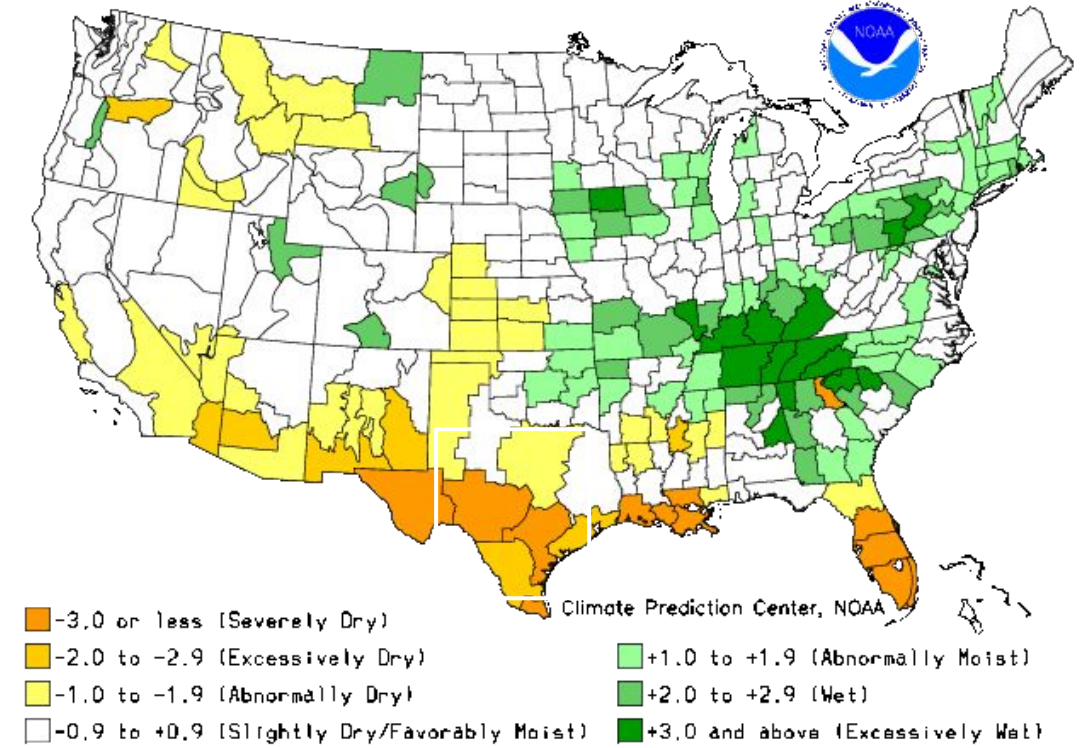 NOAA
Climate Prediction Center, NOAA
-3.0 or less (Severely Dry)
-2.0 to -2.9 (Excessively Dry)
-1.0 to -1.9 (Abnormally Dry)
-0.9 to +0.9 (Slightly Dry/Favorably Moist)
+1.0 to +1.9 (Abnormally Moist)
+2.0 to +2.9 (Wet)
+3.0 and above (Excessively Wet)